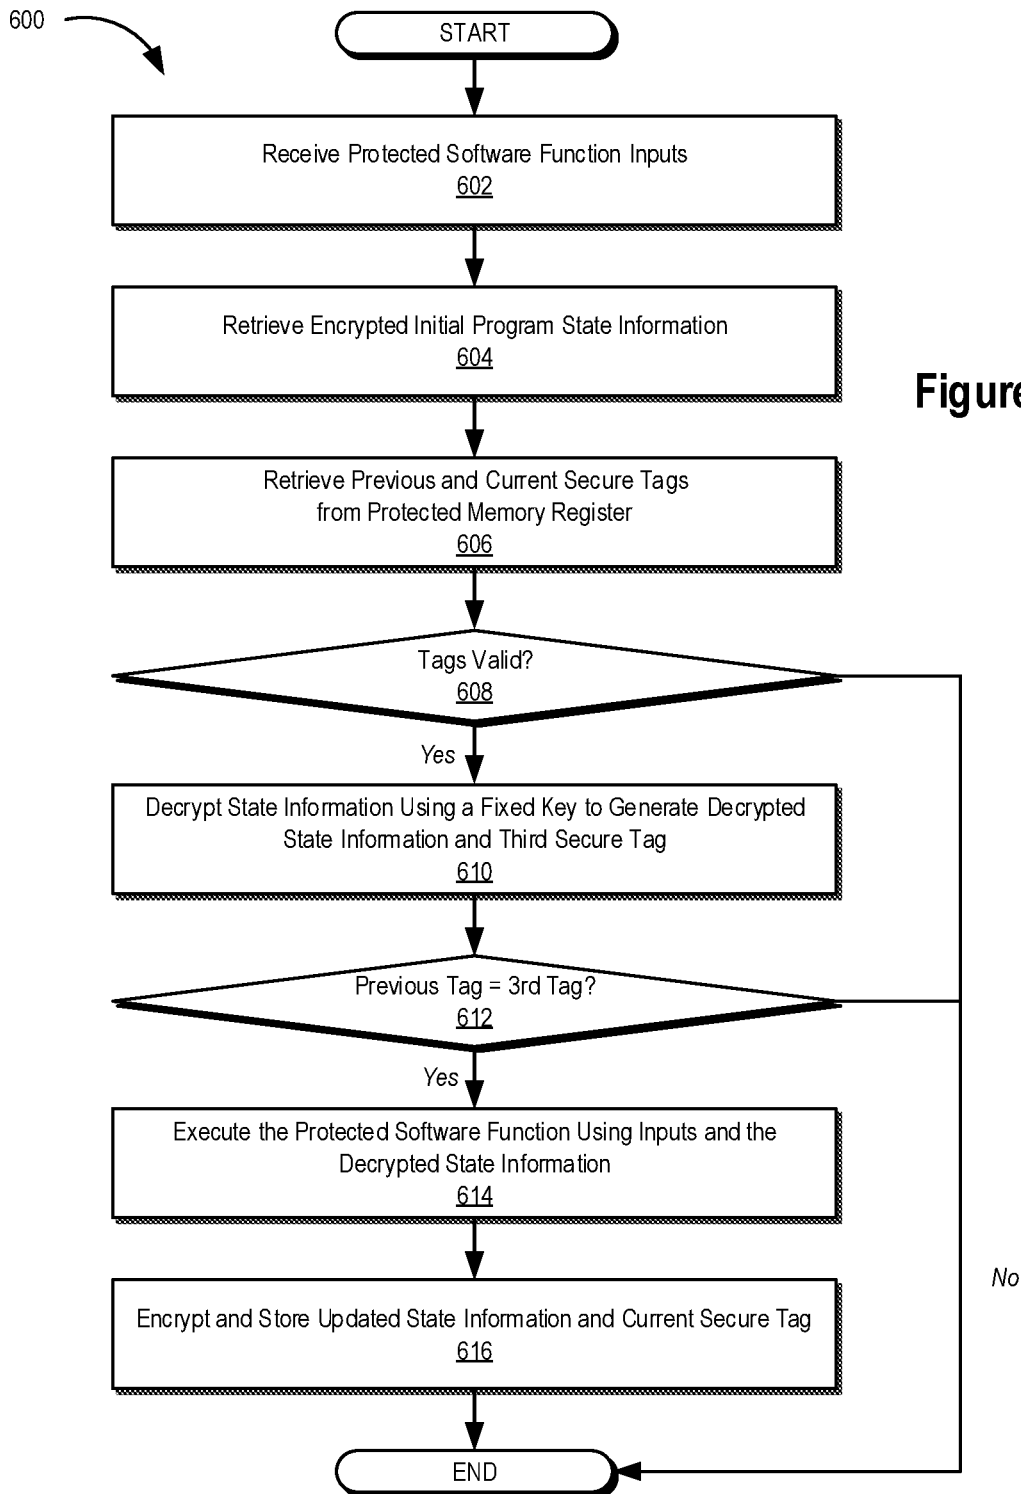 600
START
Receive Protected Software Function Inputs
602
Retrieve Encrypted Initial Program State Information
604
Figure
Retrieve Previous and Current Secure Tags
from Protected Memory Register
606
Tags Valid?
608
Yes
Decrypt State Information Using a Fixed Key to Generate Decrypted
State Information and Third Secure Tag
610
Previous Tag = 3rd Tag?
612
Yes
Execute the Protected Software Function Using Inputs and the
Decrypted State Information
614
No
Encrypt and Store Updated State Information and Current Secure Tag
616
END